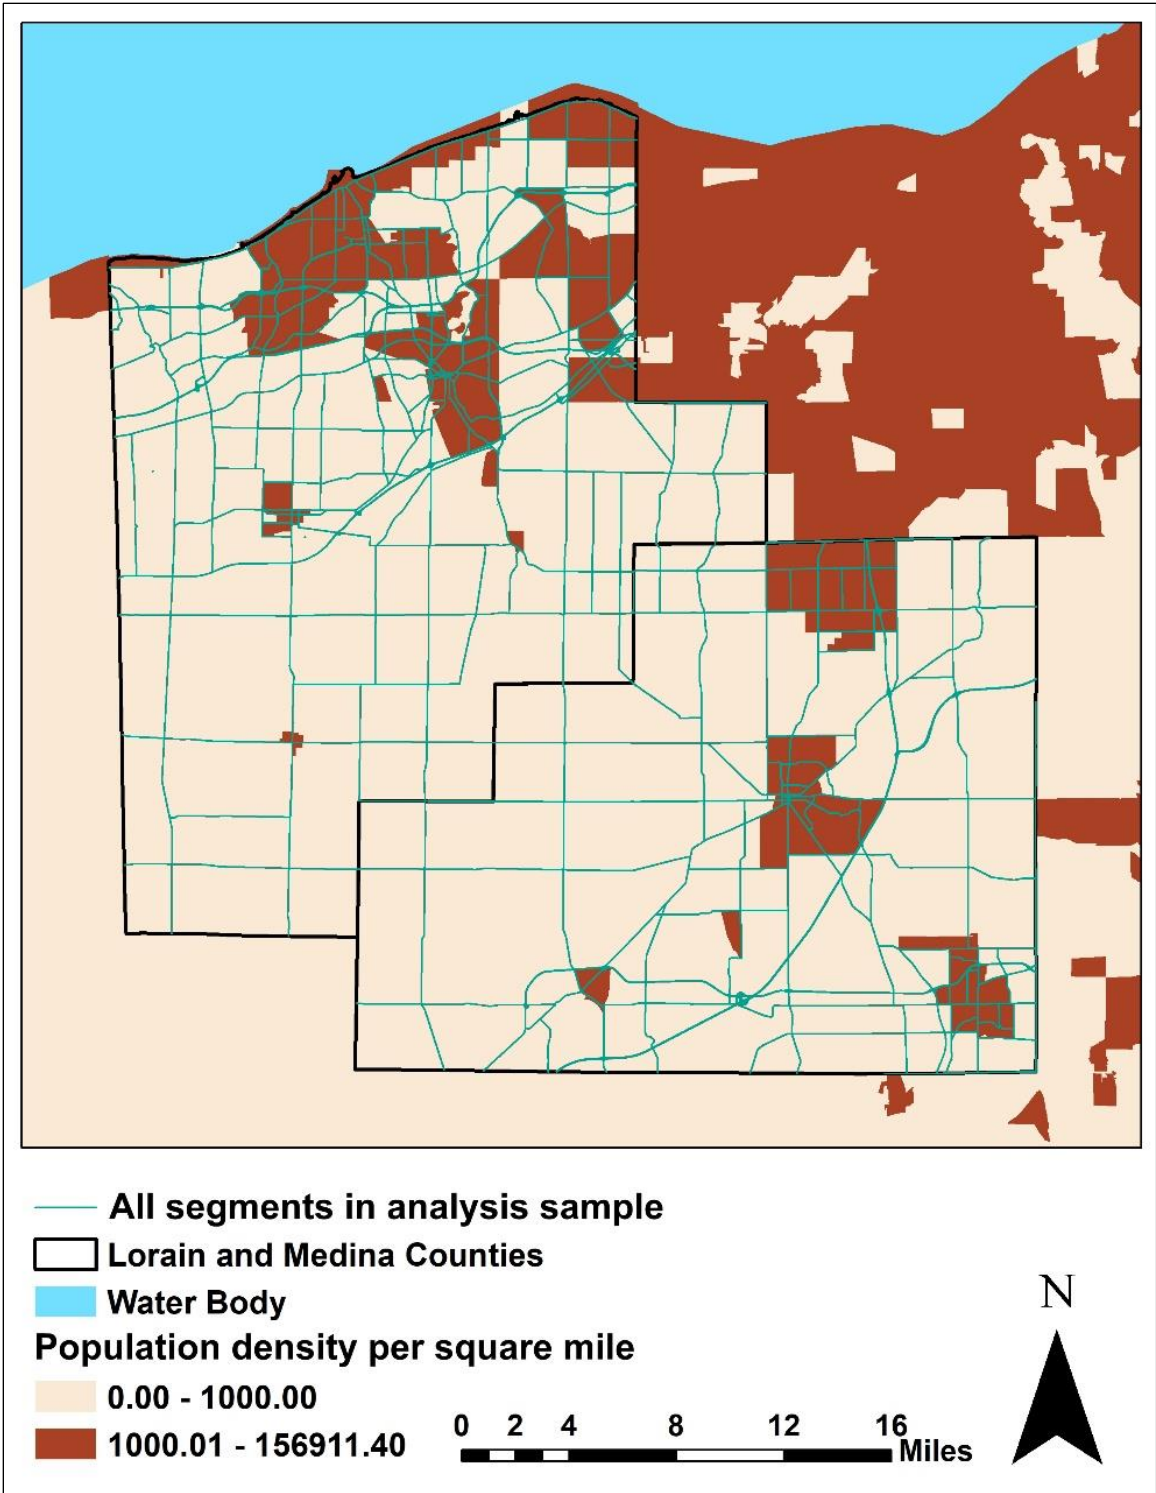 All segments in analysis sample
Lorain and Medina Counties
Water Body
Population density per square mile
0.00 - 1000.00
1000.01 - 156911.40
0 2 4 8 12 16
Miles
N